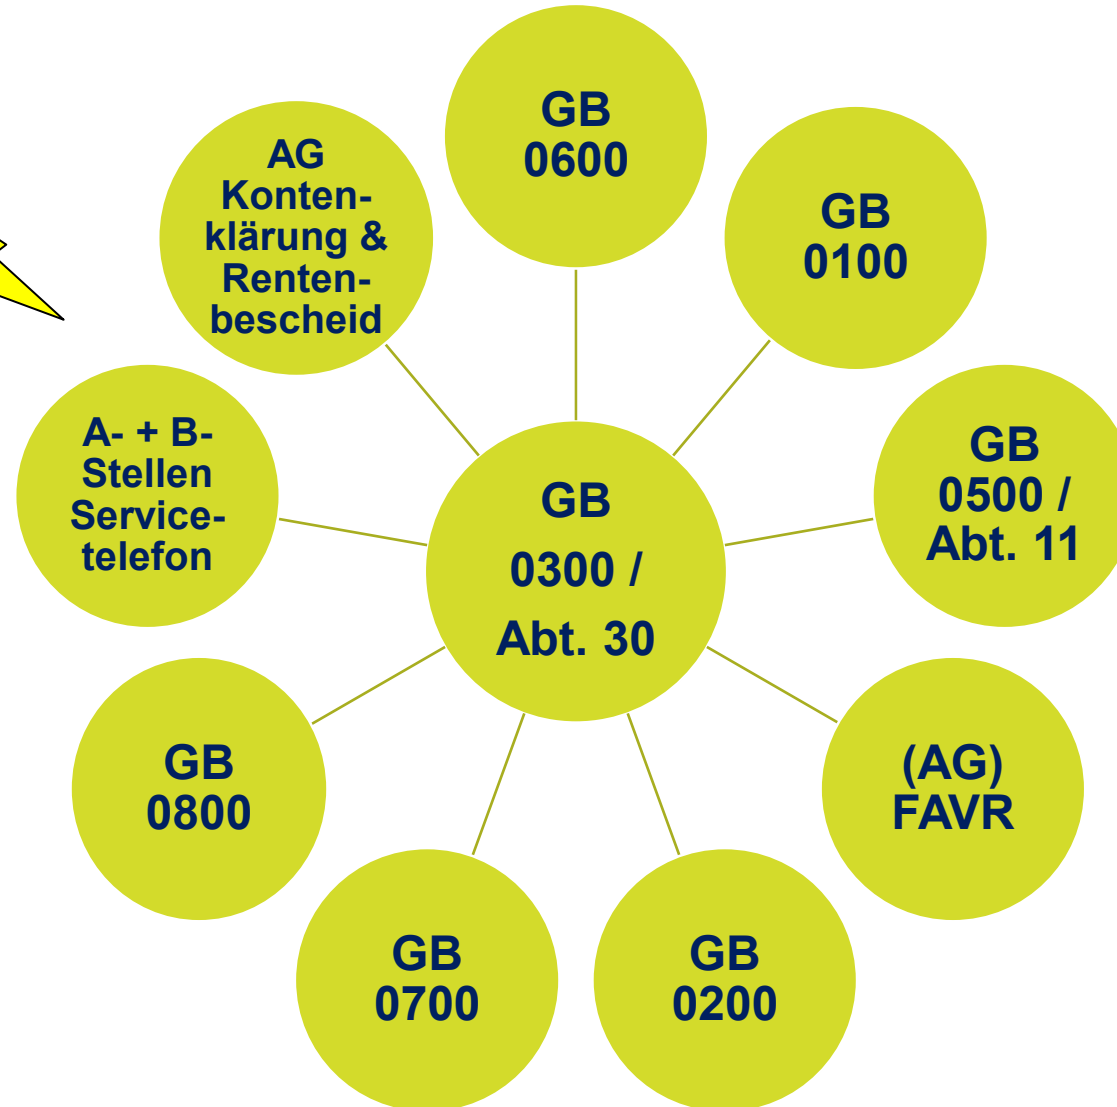 GB
0600
AG
Konten-
klärung &
Renten-
bescheid
GB
0100
A- + B-
Stellen
Service-
telefon
GB
0500 /
Abt. 11
GB
0300 /
Abt. 30
GB
0800
(AG)
FAVR
GB
0700
GB
0200